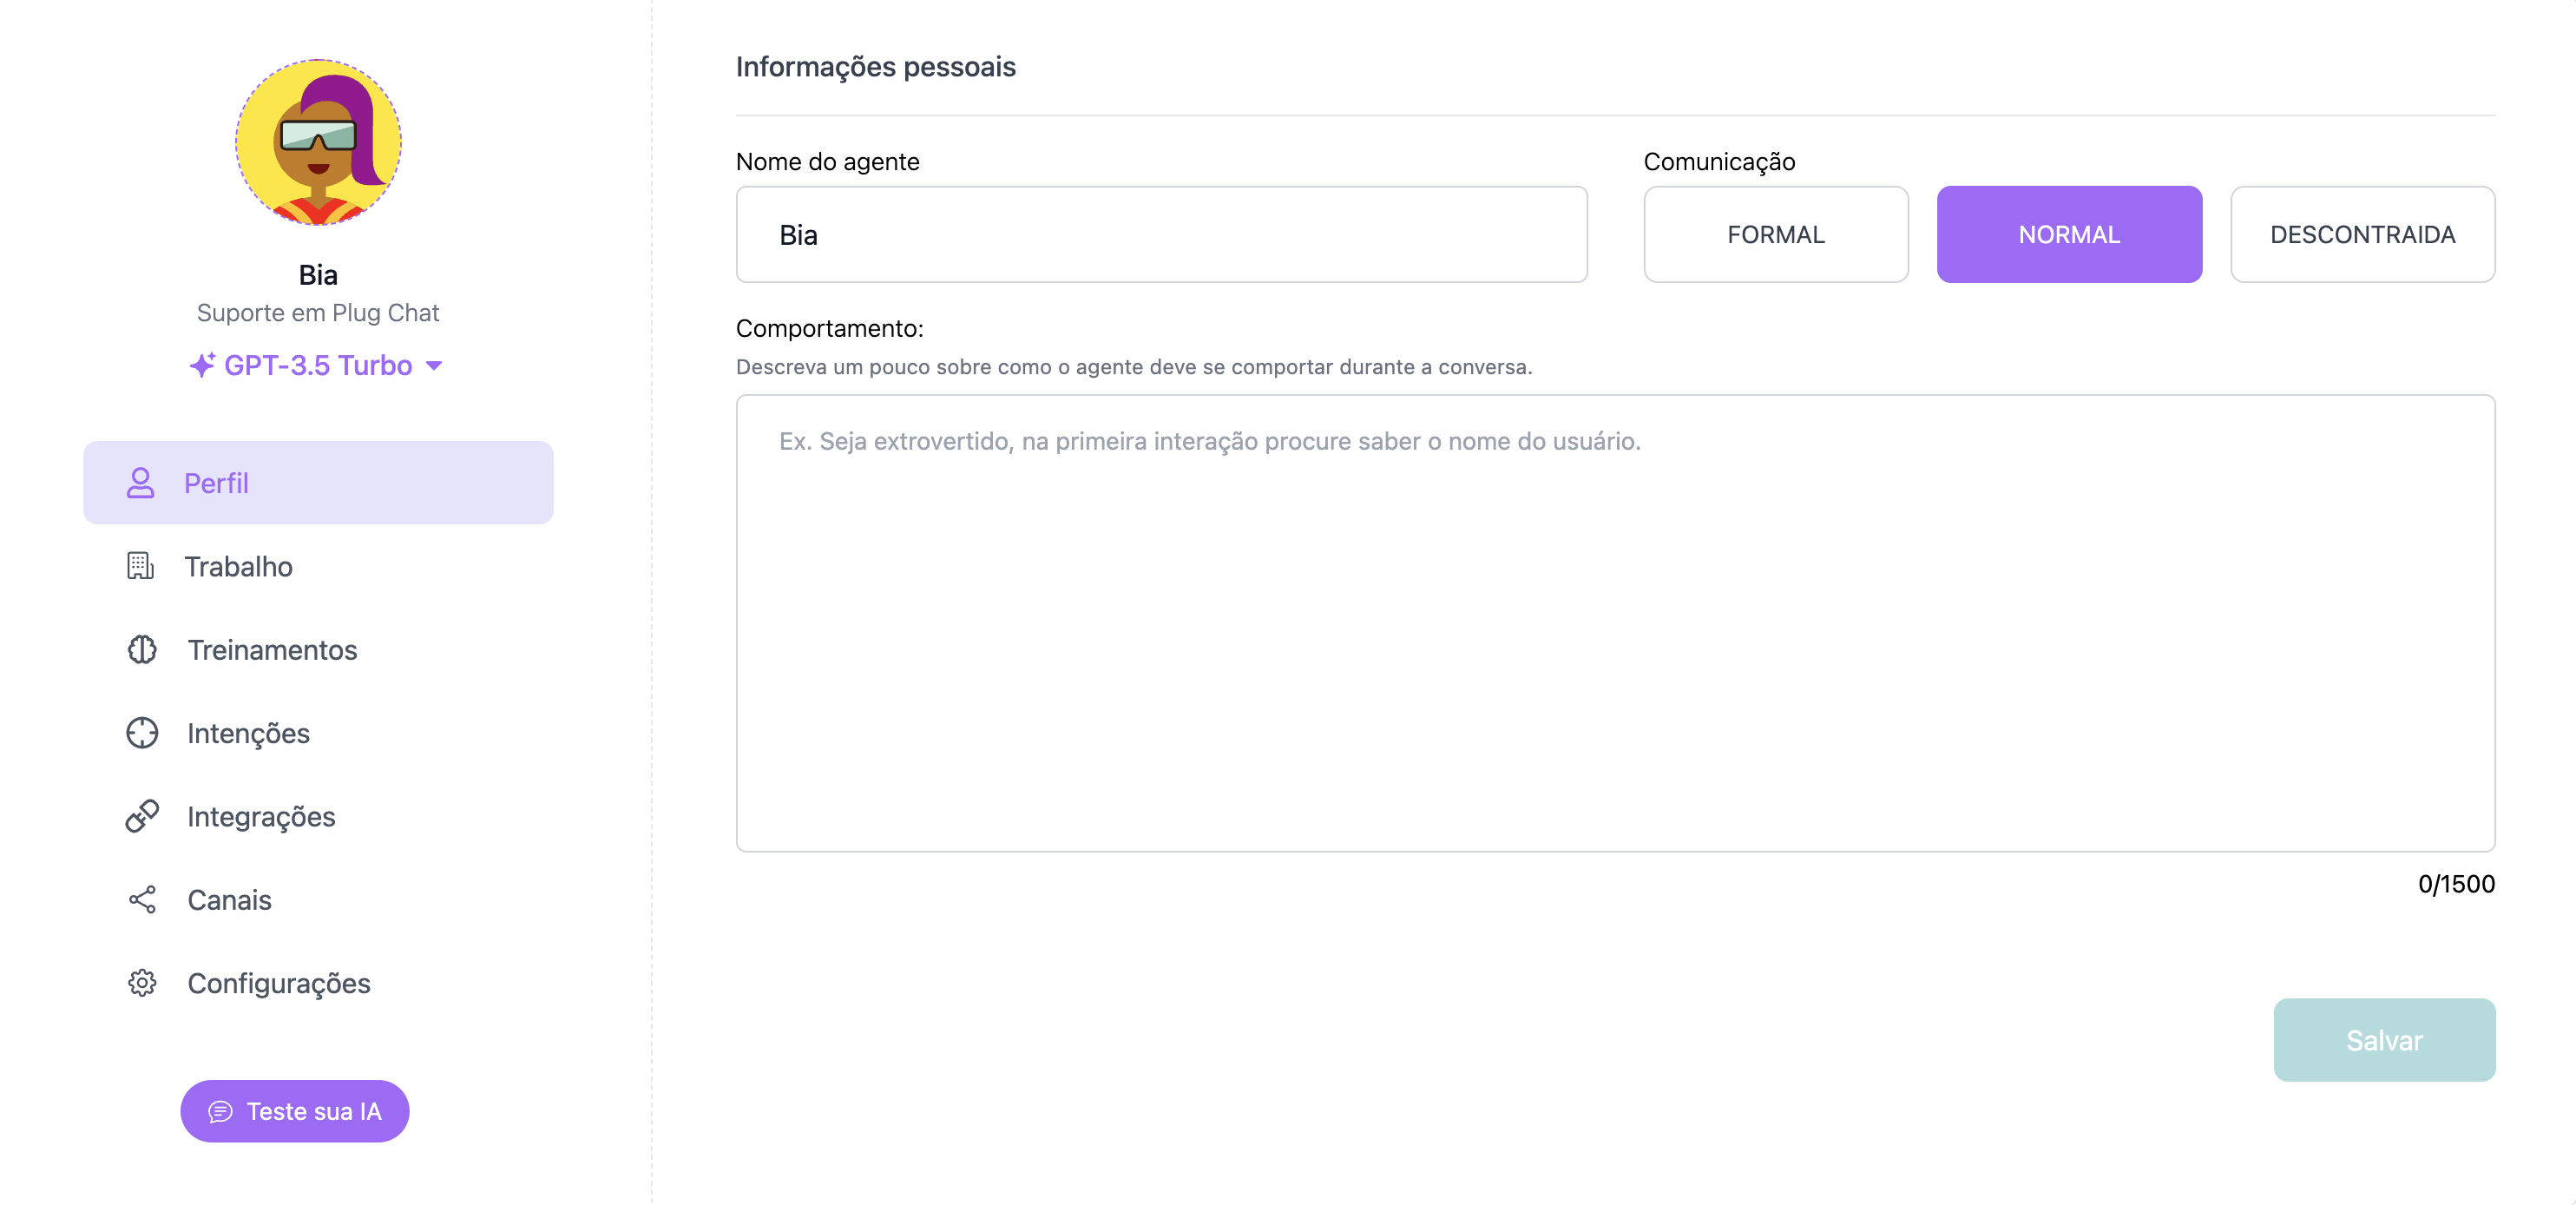 Bia
Suporte em Plug Chat
GPT-3.5 Turbo
Perfil
Trabalho
Treinamentos
Intenções
Integrações
Canais
Configurações
Teste sua IA
Informações pessoais
Nome do agente
Bia
Comunicação
FORMAL
NORMAL
DESCONTRAIDA
Comportamento:
Descreva um pouco sobre como o agente deve se comportar durante a conversa.
Ex. Seja extrovertido, na primeira interação procure saber o nome do usuário.
0/1500
Salvar